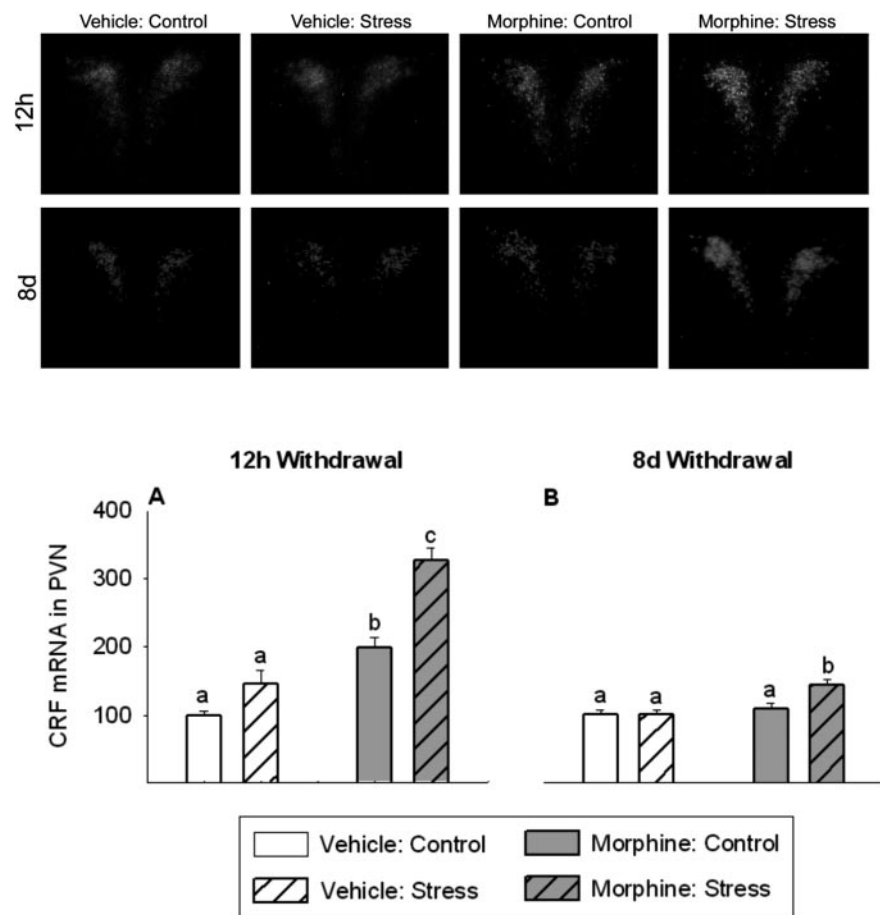 Vehicle: Control Vehicle: Stress Morphine: Control Morphine: Stress
12h
8d
12h Withdrawal 8d Withdrawal
A B
CRF mRNA in PVN
400
300
200
100
a a b c
a a a b
Vehicle: Control Morphine: Control
Vehicle: Stress Morphine: Stress